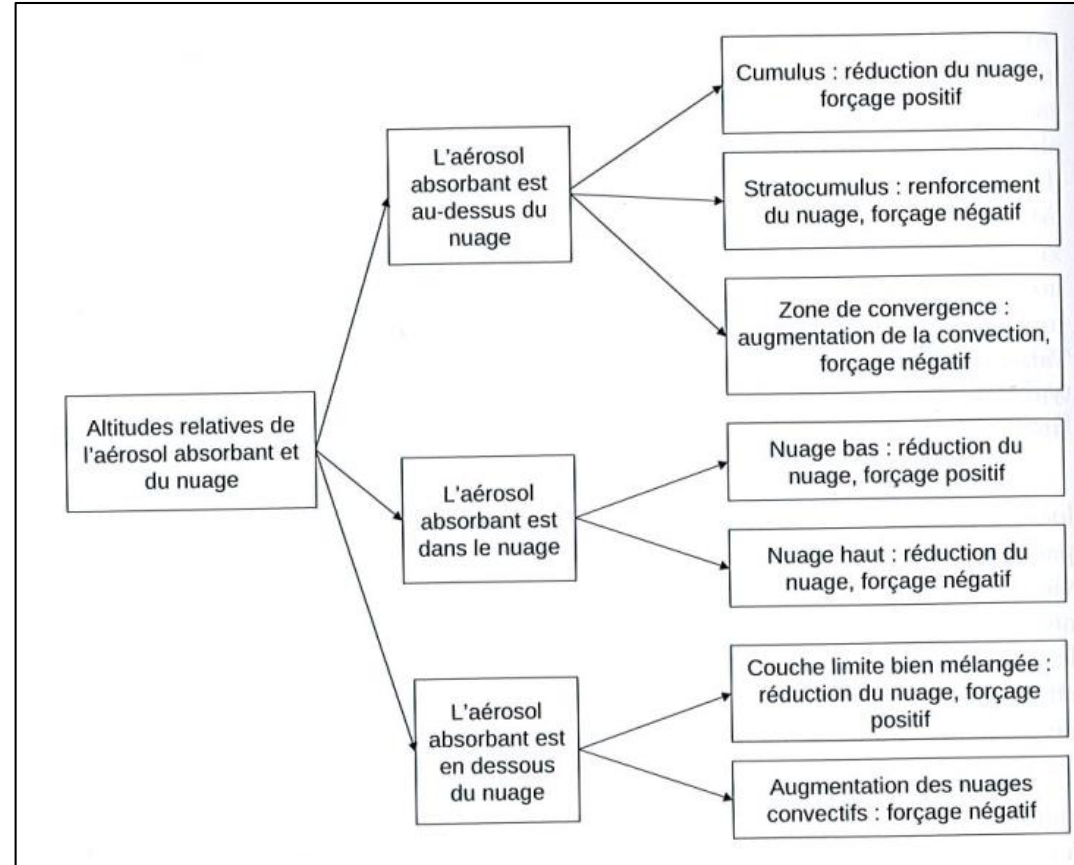 Altitudes relatives de
l'aérosol absorbant et
du nuage
L'aérosol
absorbant est
au-dessus du
nuage
Cumulus : réduction du nuage,
forçage positif
Stratocumulus : renforcement
du nuage, forçage négatif
Zone de convergence :
augmentation de la convection,
forçage négatif
L'aérosol
absorbant est
dans le nuage
Nuage bas : réduction du
nuage, forçage positif
Nuage haut : réduction du
nuage, forçage négatif
L'aérosol
absorbant est
en dessous
du nuage
Couche limite bien mélangée :
réduction du nuage, forçage
positif
Augmentation des nuages
convectifs : forçage négatif